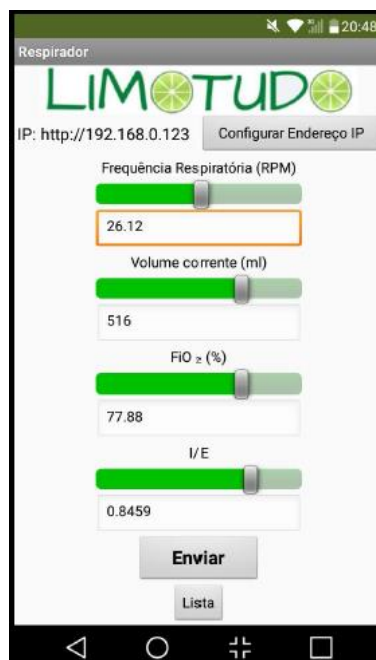 20:48
Respirador
LIMOTUDO
IP: http://192.168.0.123 Configurar Endereço IP
Frequência Respiratória (RPM)
26.12
Volume corrente (ml)
516
FiO ₂ (%)
77.88
I/E
0.8459
Enviar
Lista